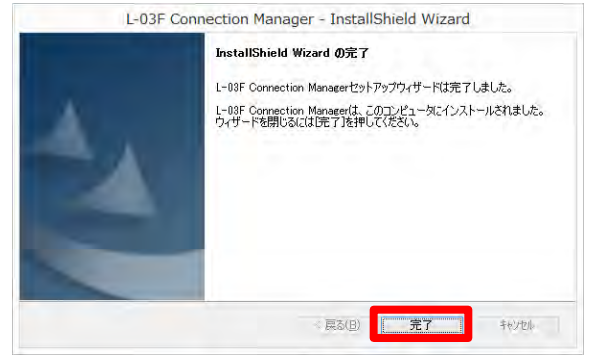 L-03F Connection Manager - InstallShield Wizard
InstallShield Wizard の完了
L-03F Connection Managerセットアップウィザードは完了しました。
L-03F Connection Managerは、このコンピュータにインストールされました。
ウィザードを閉じるには[完了]を押してください。
< 戻る(B)
完了
キャンセル